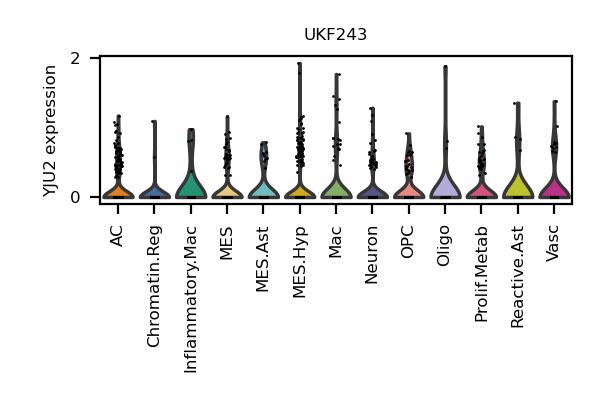 UKF243
YJU2 expression
2
0
AC
Chromatin.Reg
Inflammatory.Mac
MES
MES.Ast
MES.Hyp
Mac
Neuron
OPC
Oligo
Prolif.Metab
Reactive.Ast
Vasc